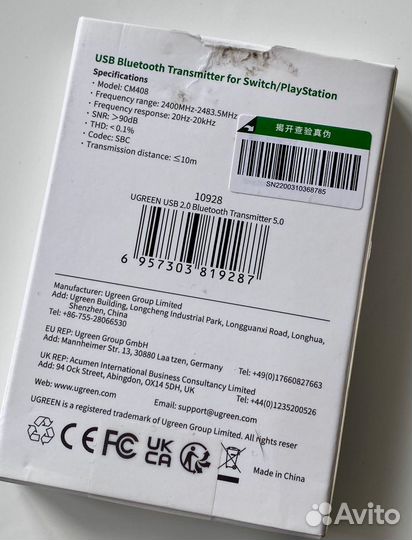 USB Bluetooth Transmitter for Switch/PlayStation
Specifications
• Model: CM408
• Frequency range: 2400MHz-2483.5MHz
• Frequency response: 20Hz-20kHz
• SNR: >90dB
• THD: < 0.1%
• Codec: SBC
• Transmission distance: ≤10m
揭开查验真伪
SN2200310368785
10928
UGREEN USB 2.0 Bluetooth Transmitter 5.0
6 957303 819287
Manufacturer: Ugreen Group Limited
Add: Ugreen Building, Longcheng Industrial Park, Longguanxi Road, Longhua,
Shenzhen, China
Tel: +86-755-28066530
EU REP: Ugreen Group GmbH
Add: Mannheimer Str. 13, 30880 Laatzen, Germany
Tel: +49(0)17660827663
UK REP: Acumen International Business Consultancy Limited
Add: 94 Ock Street, Abingdon, OX14 5DH, UK
Tel: +44(0)1235200526
Web: www.ugreen.com
Email: support@ugreen.com
UGREEN is a registered trademark of Ugreen Group Limited. All rights reserved.
CE FC UK CA
Made in China
Avito